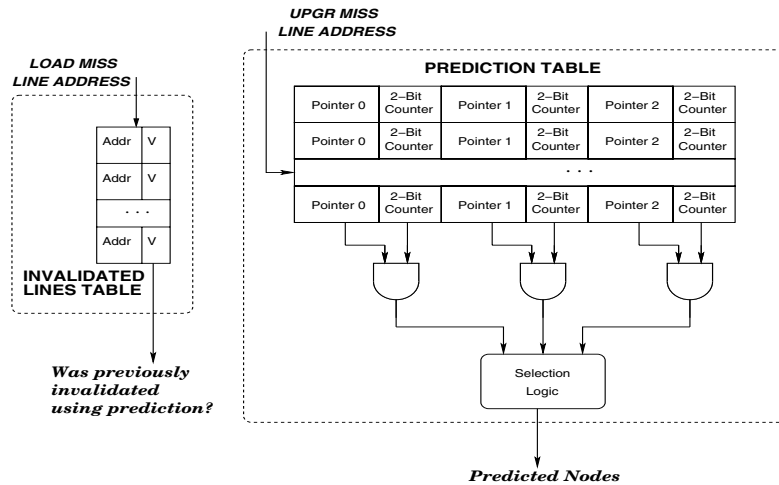 UPGR MISS
LINE ADDRESS
LOAD MISS
LINE ADDRESS
PREDICTION TABLE
Pointer 0
2-Bit
Counter
Pointer 1
2-Bit
Counter
Pointer 2
2-Bit
Counter
Pointer 0
2-Bit
Counter
Pointer 1
2-Bit
Counter
Pointer 2
2-Bit
Counter
. . .
Pointer 0
2-Bit
Counter
Pointer 1
2-Bit
Counter
Pointer 2
2-Bit
Counter
Addr V
Addr V
. . .
Addr V
INVALIDATED
LINES TABLE
Was previously
invalidated
using prediction?
Selection
Logic
Predicted Nodes